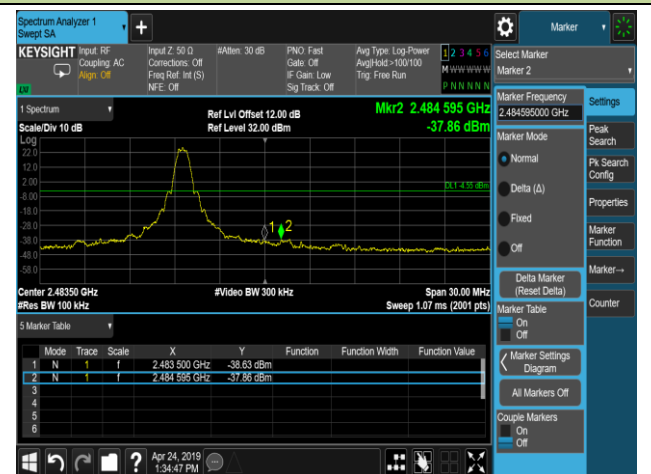 Spectrum Analyzer 1
Swept SA
Marker
KEYSIGHT
Input: RF
Coupling: AC
Align: Off
Input Z: 50 Ω
Corrections: Off
Freq Ref: Int (S)
NFE: Off
#Atten: 30 dB
PNO: Fast
Gate: Off
IF Gain: Low
Sig Track: Off
Avg Type: Log-Power
Avg|Hold:>100/100
Trig: Free Run
1 2 3 4 5 6
M W W W W W
P N N N N N
Select Marker
Marker 2
1 Spectrum
Ref Lvl Offset 12.00 dB
Mkr2 2.484 595 GHz
Scale/Div 10 dB
Ref Level 32.00 dBm
-37.86 dBm
Log
22.0
12.0
2.00
-8.00
-18.0
-28.0
-38.0
-48.0
-58.0
DL1 -4.55 dBm
1
2
Center 2.48350 GHz
#Video BW 300 kHz
Span 30.00 MHz
#Res BW 100 kHz
Sweep 1.07 ms (2001 pts)
5 Marker Table
Mode Trace Scale X Y Function Function Width Function Value
1 N 1 f 2.483 500 GHz -38.63 dBm
2 N 1 f 2.484 595 GHz -37.86 dBm
3
4
5
6
Marker Frequency
2.484595000 GHz
Marker Mode
Normal
Delta (Δ)
Fixed
Off
Delta Marker
(Reset Delta)
Marker Table
On
Off
Marker Settings
Diagram
All Markers Off
Couple Markers
On
Off
Settings
Peak
Search
Pk Search
Config
Properties
Marker
Function
Marker→
Counter
?
Apr 24, 2019
1:34:47 PM